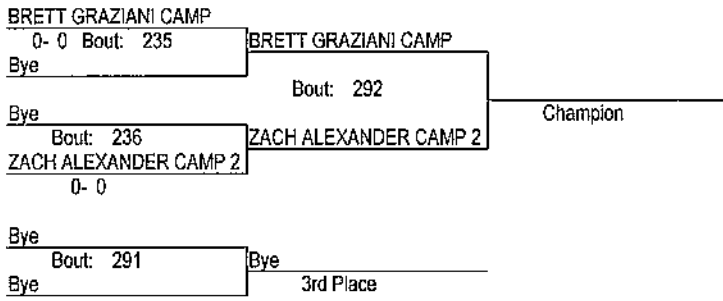 BRETT GRAZIANI CAMP
0- 0 Bout: 235
BRETT GRAZIANI CAMP
Bye
Bout: 292
Bye
Champion
Bout: 236
ZACH ALEXANDER CAMP 2
ZACH ALEXANDER CAMP 2
0- 0
Bye
Bout: 291
Bye
Bye
3rd Place